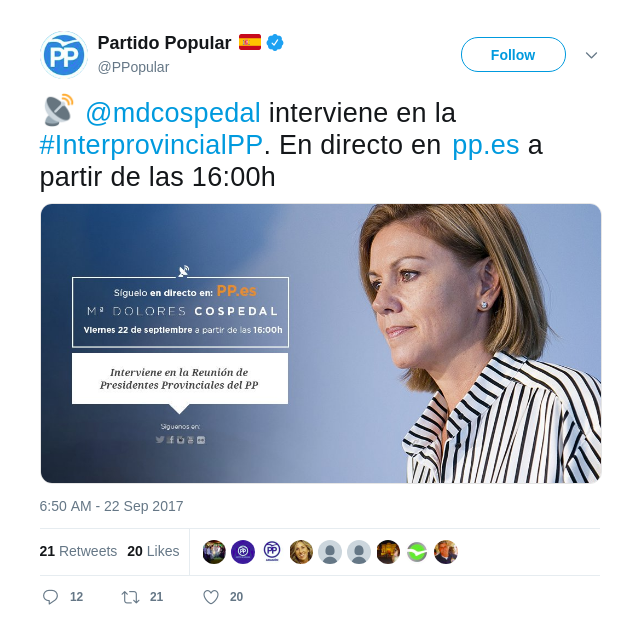 Partido Popular
@PPopular
Follow
@mdcospedal interviene en la
#InterprovincialPP. En directo en pp.es a
partir de las 16:00h
Síguelo en directo en: PP.es
Mª DOLORES COSPEDAL
Viernes 22 de septiembre a partir de las 16:00h
Interviene en la Reunión de
Presidentes Provinciales del PP
Síguenos en:
6:50 AM - 22 Sep 2017
21 Retweets 20 Likes
12 21 20